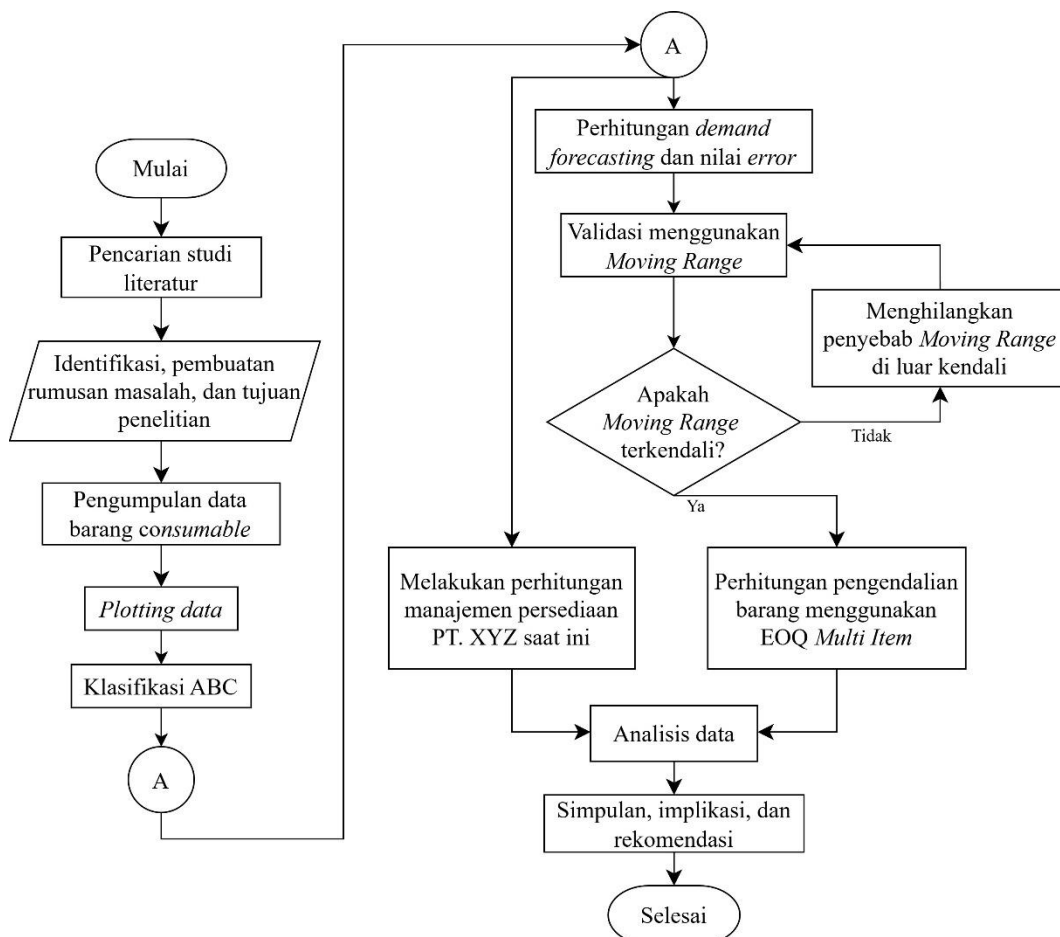 Mulai
Pencarian studi
literatur
Identifikasi, pembuatan
rumusan masalah, dan tujuan
penelitian
Pengumpulan data
barang consumable
Plotting data
Klasifikasi ABC
A
A
Perhitungan demand
forecasting dan nilai error
Validasi menggunakan
Moving Range
Menghilangkan
penyebab Moving Range
di luar kendali
Apakah
Moving Range
terkendali?
Tidak
Ya
Melakukan perhitungan
manajemen persediaan
PT. XYZ saat ini
Perhitungan pengendalian
barang menggunakan
EOQ Multi Item
Analisis data
Simpulan, implikasi, dan
rekomendasi
Selesai